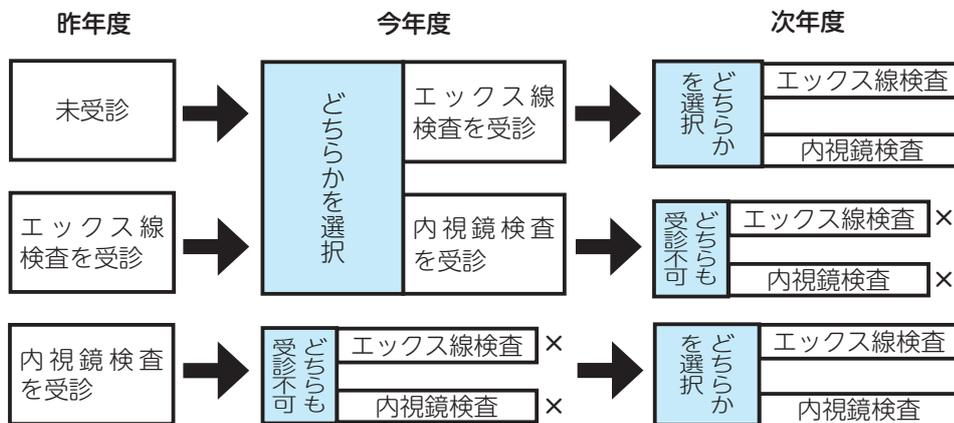 昨年度
今年度
次年度
未受診
どちらかを選択
エックス線
検査を受診
どちらか
を選択
エックス線検査
内視鏡検査
エックス線
検査を受診
内視鏡検査
を受診
どちらも
受診不可
エックス線検査 ×
内視鏡検査 ×
内視鏡検査
を受診
どちらも
受診不可
エックス線検査 ×
内視鏡検査 ×
どちらか
を選択
エックス線検査
内視鏡検査